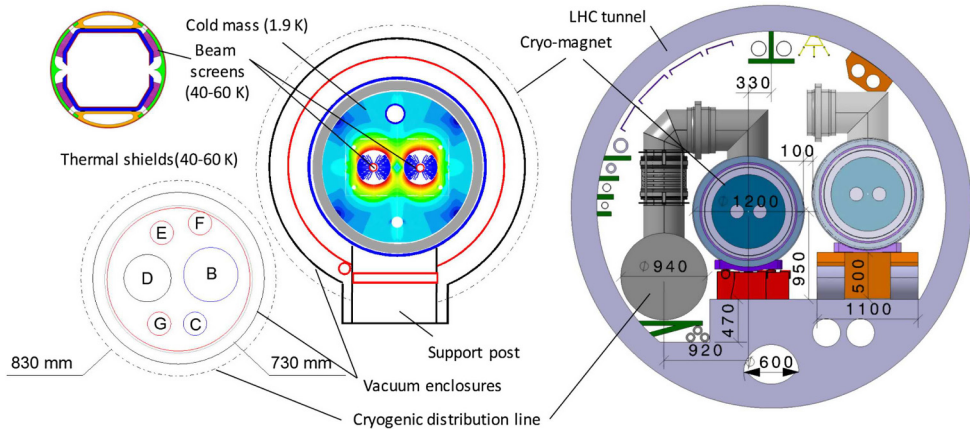 Cold mass (1.9 K)
Beam
screens
(40-60 K)
Thermal shields(40-60 K)
F
E
D
B
G
C
830 mm
730 mm
Support post
Vacuum enclosures
Cryogenic distribution line
LHC tunnel
Cryo-magnet
330
100
Φ1200
Φ940
950
500
470
1100
920
Φ600